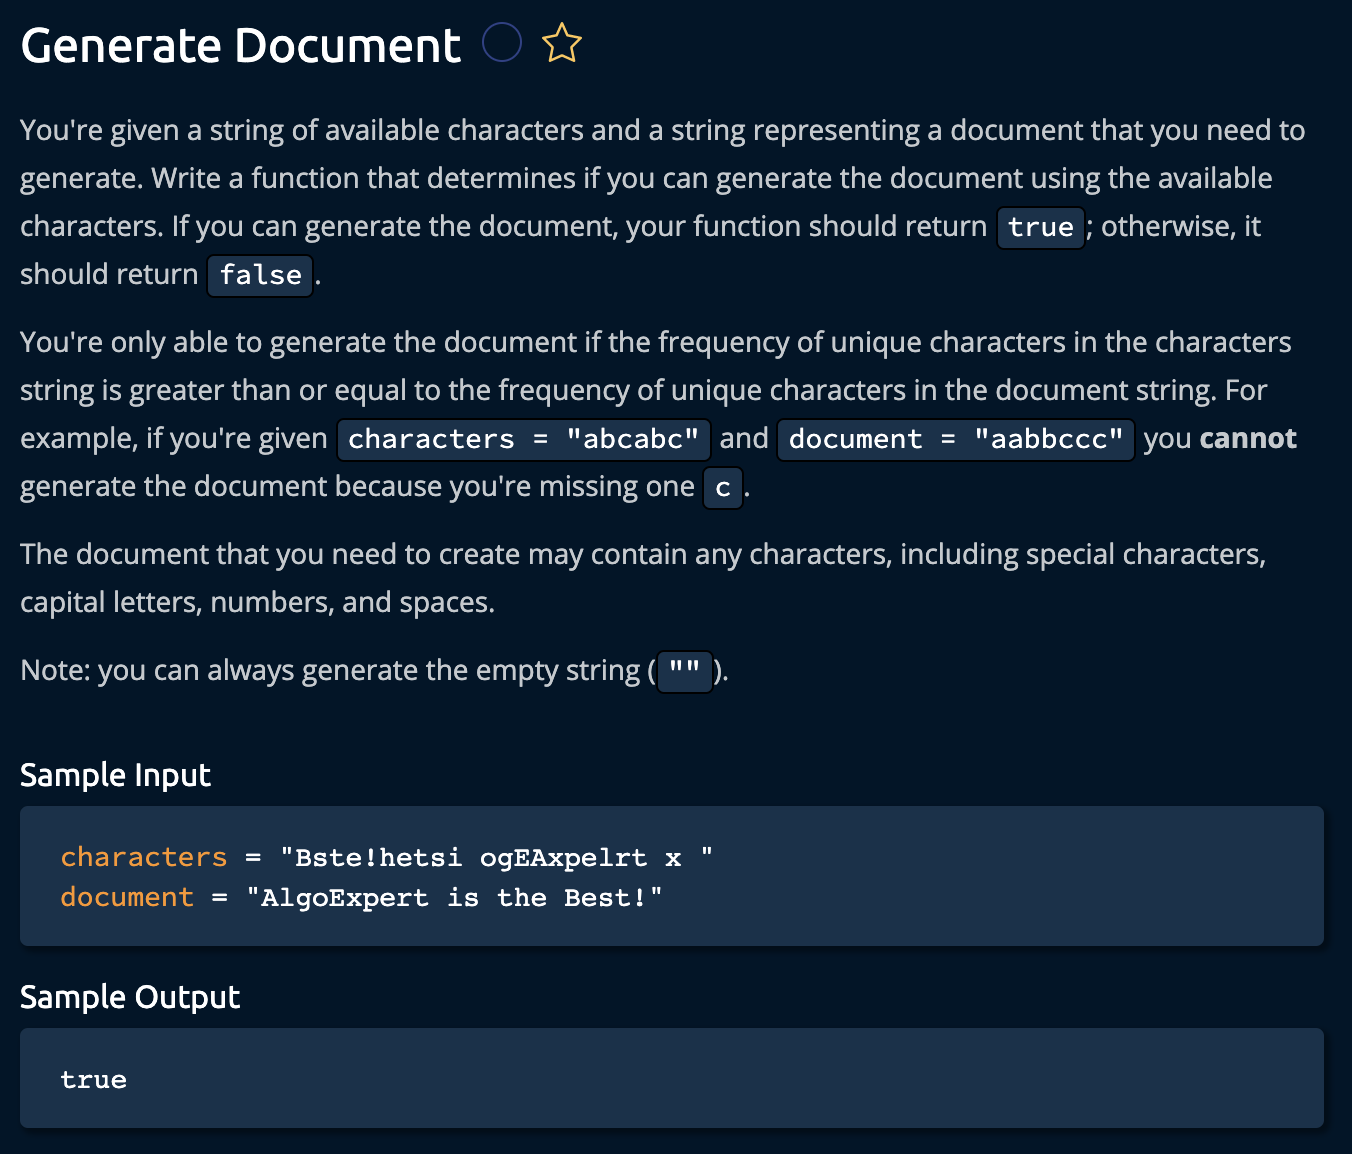 Generate Document
You're given a string of available characters and a string representing a document that you need to
generate. Write a function that determines if you can generate the document using the available
characters. If you can generate the document, your function should return true; otherwise, it
should return false.
You're only able to generate the document if the frequency of unique characters in the characters
string is greater than or equal to the frequency of unique characters in the document string. For
example, if you're given characters = "abcabc" and document = "aabbccc" you cannot
generate the document because you're missing one c.
The document that you need to create may contain any characters, including special characters,
capital letters, numbers, and spaces.
Note: you can always generate the empty string ("").
Sample Input
characters = "Bste!hetsi ogEAxpelrt x "
document = "AlgoExpert is the Best!"
Sample Output
true